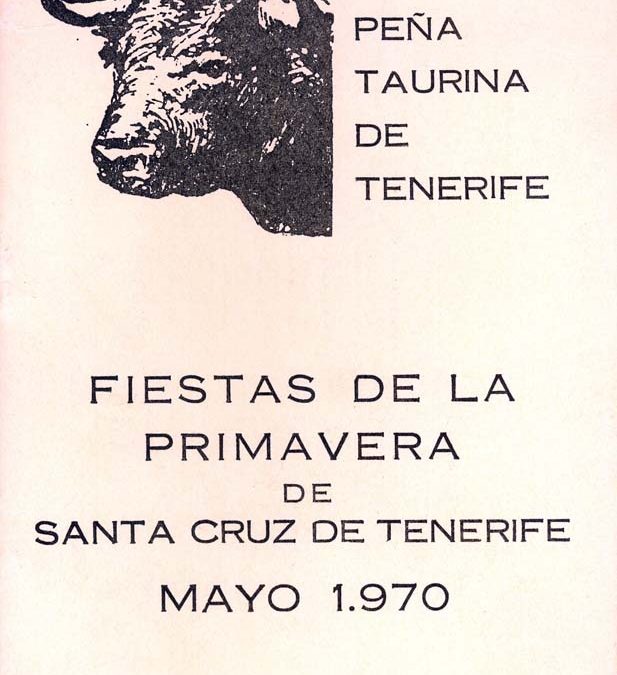 PEÑA
TAURINA
DE
TENERIFE
FIESTAS DE LA
PRIMAVERA
DE
SANTA CRUZ DE TENERIFE
MAYO 1.970